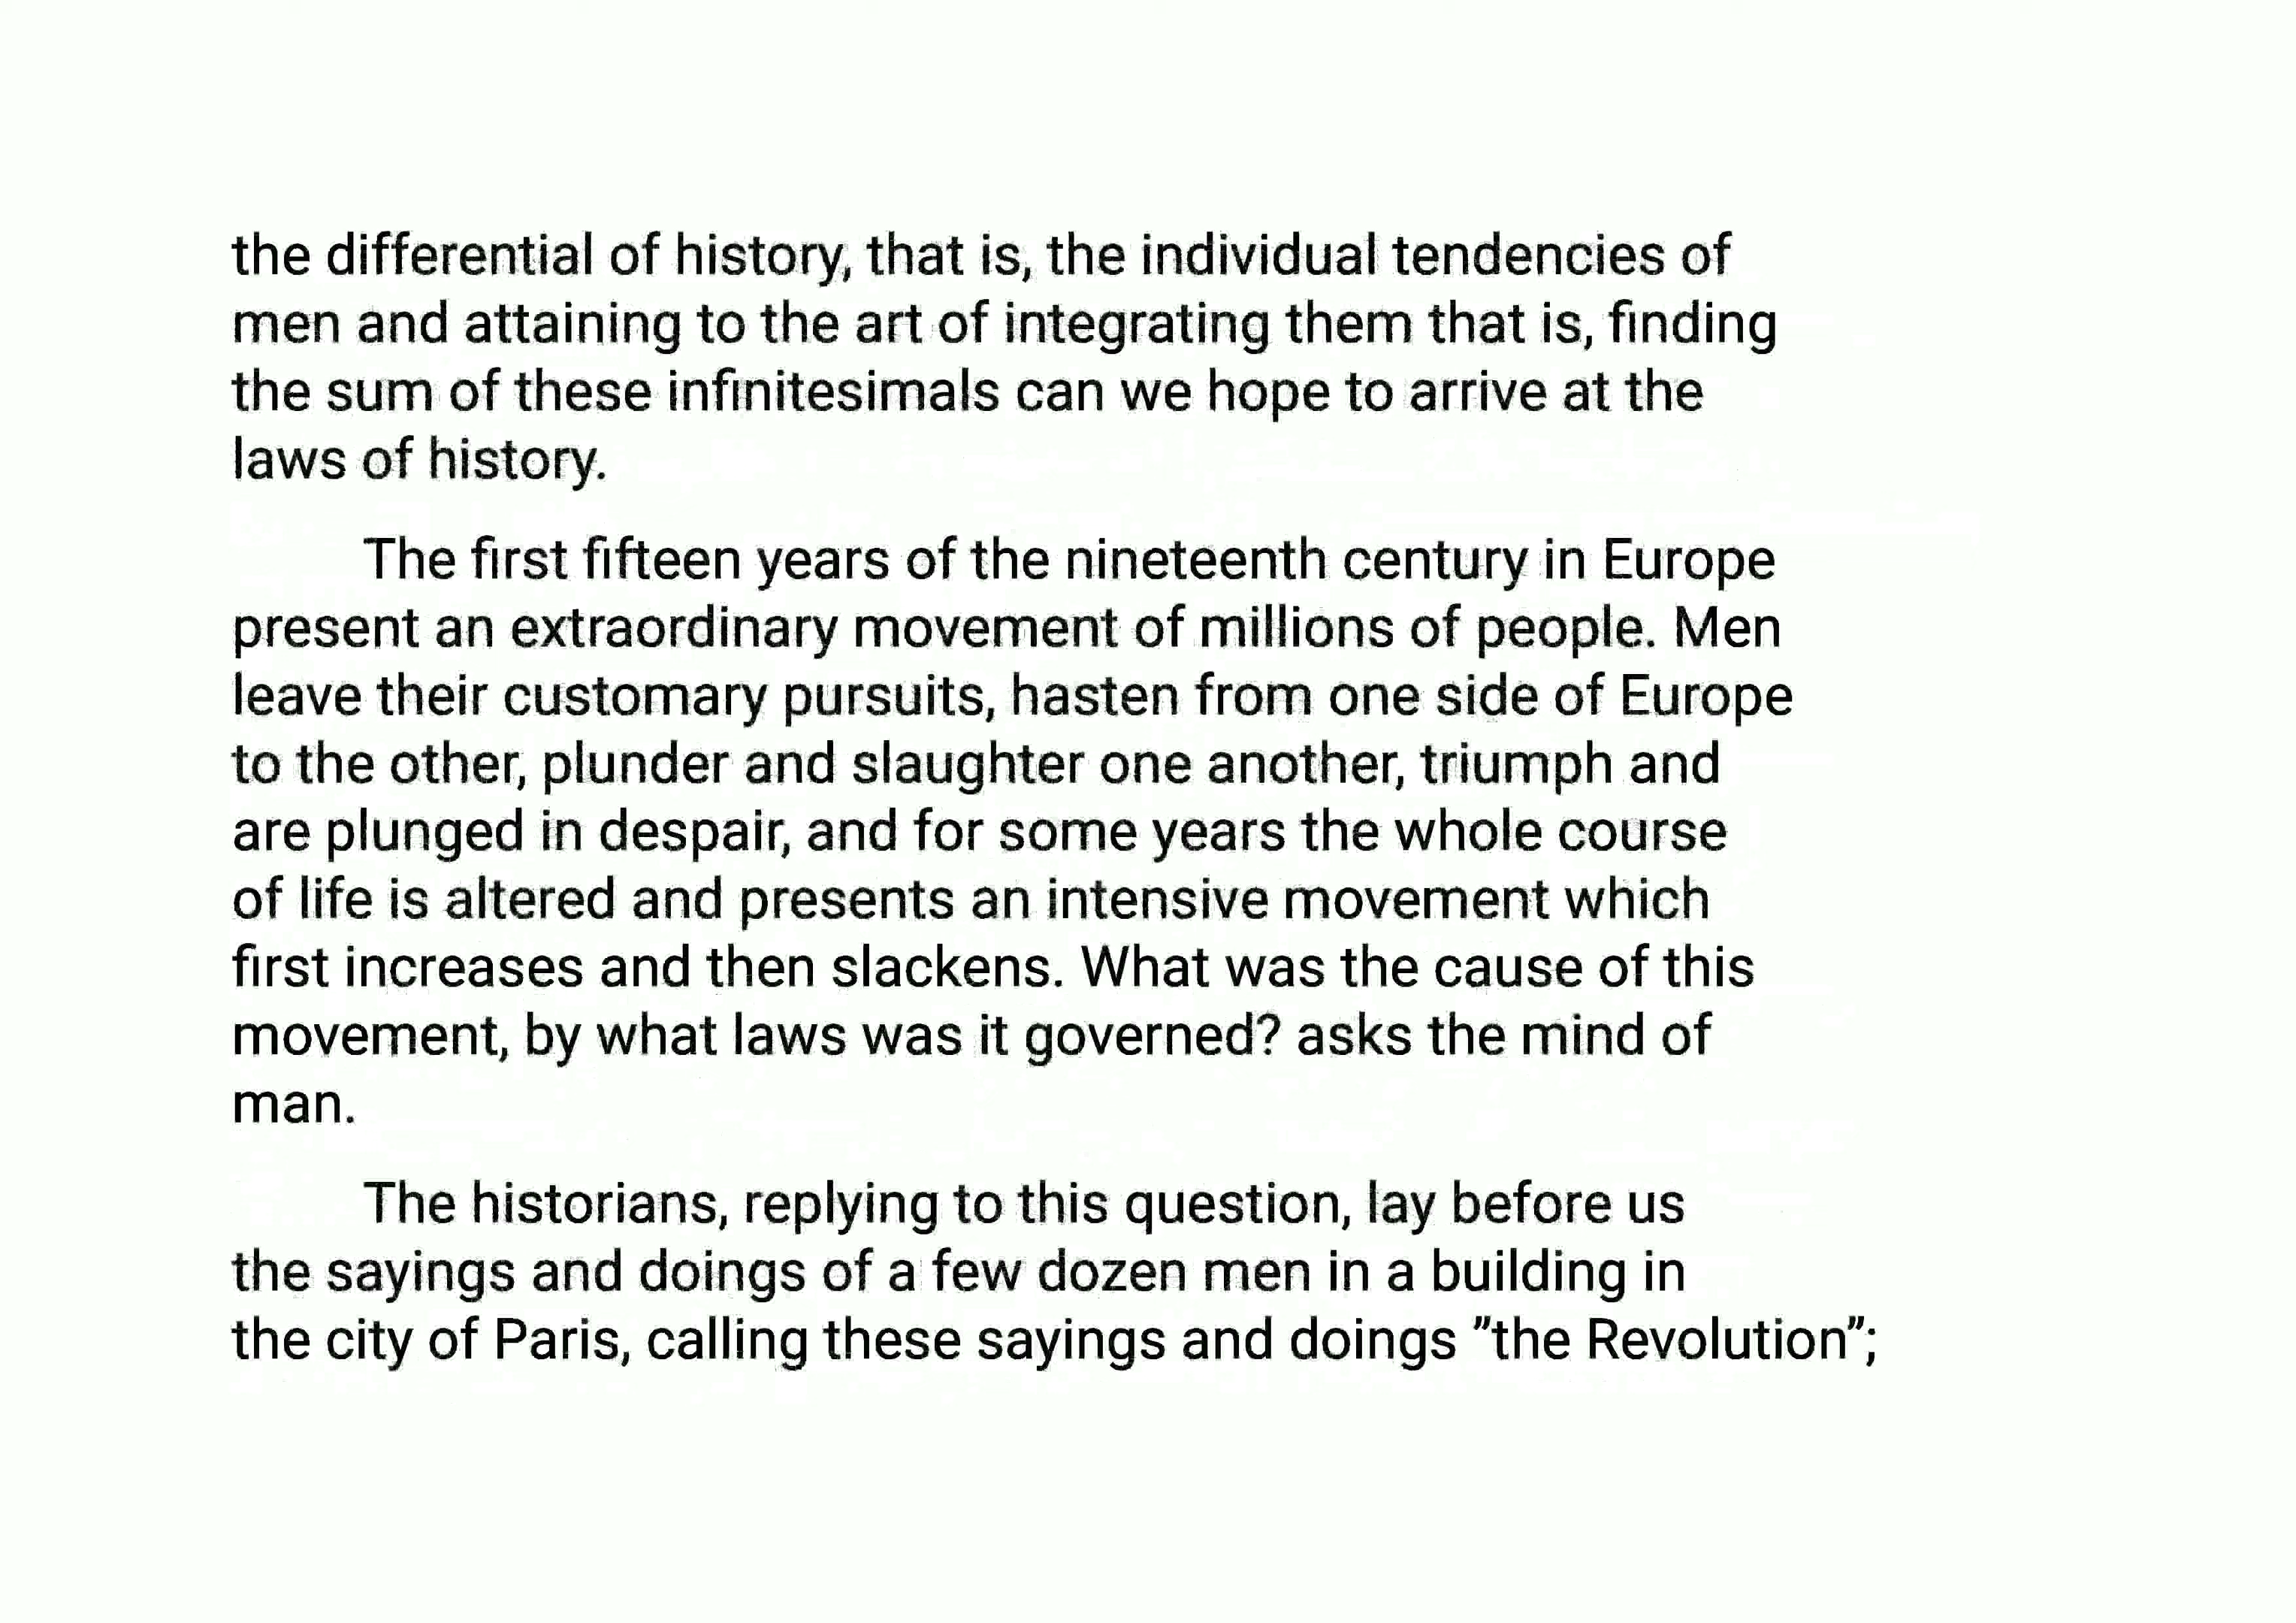 the differential of history, that is, the individual tendencies of
men and attaining to the art of integrating them that is, finding
the sum of these infinitesimals can we hope to arrive at the
laws of history.
The first fifteen years of the nineteenth century in Europe
present an extraordinary movement of millions of people. Men
leave their customary pursuits, hasten from one side of Europe
to the other, plunder and slaughter one another, triumph and
are plunged in despair, and for some years the whole course
of life is altered and presents an intensive movement which
first increases and then slackens. What was the cause of this
movement, by what laws was it governed? asks the mind of
man.
The historians, replying to this question, lay before us
the sayings and doings of a few dozen men in a building in
the city of Paris, calling these sayings and doings "the Revolution";